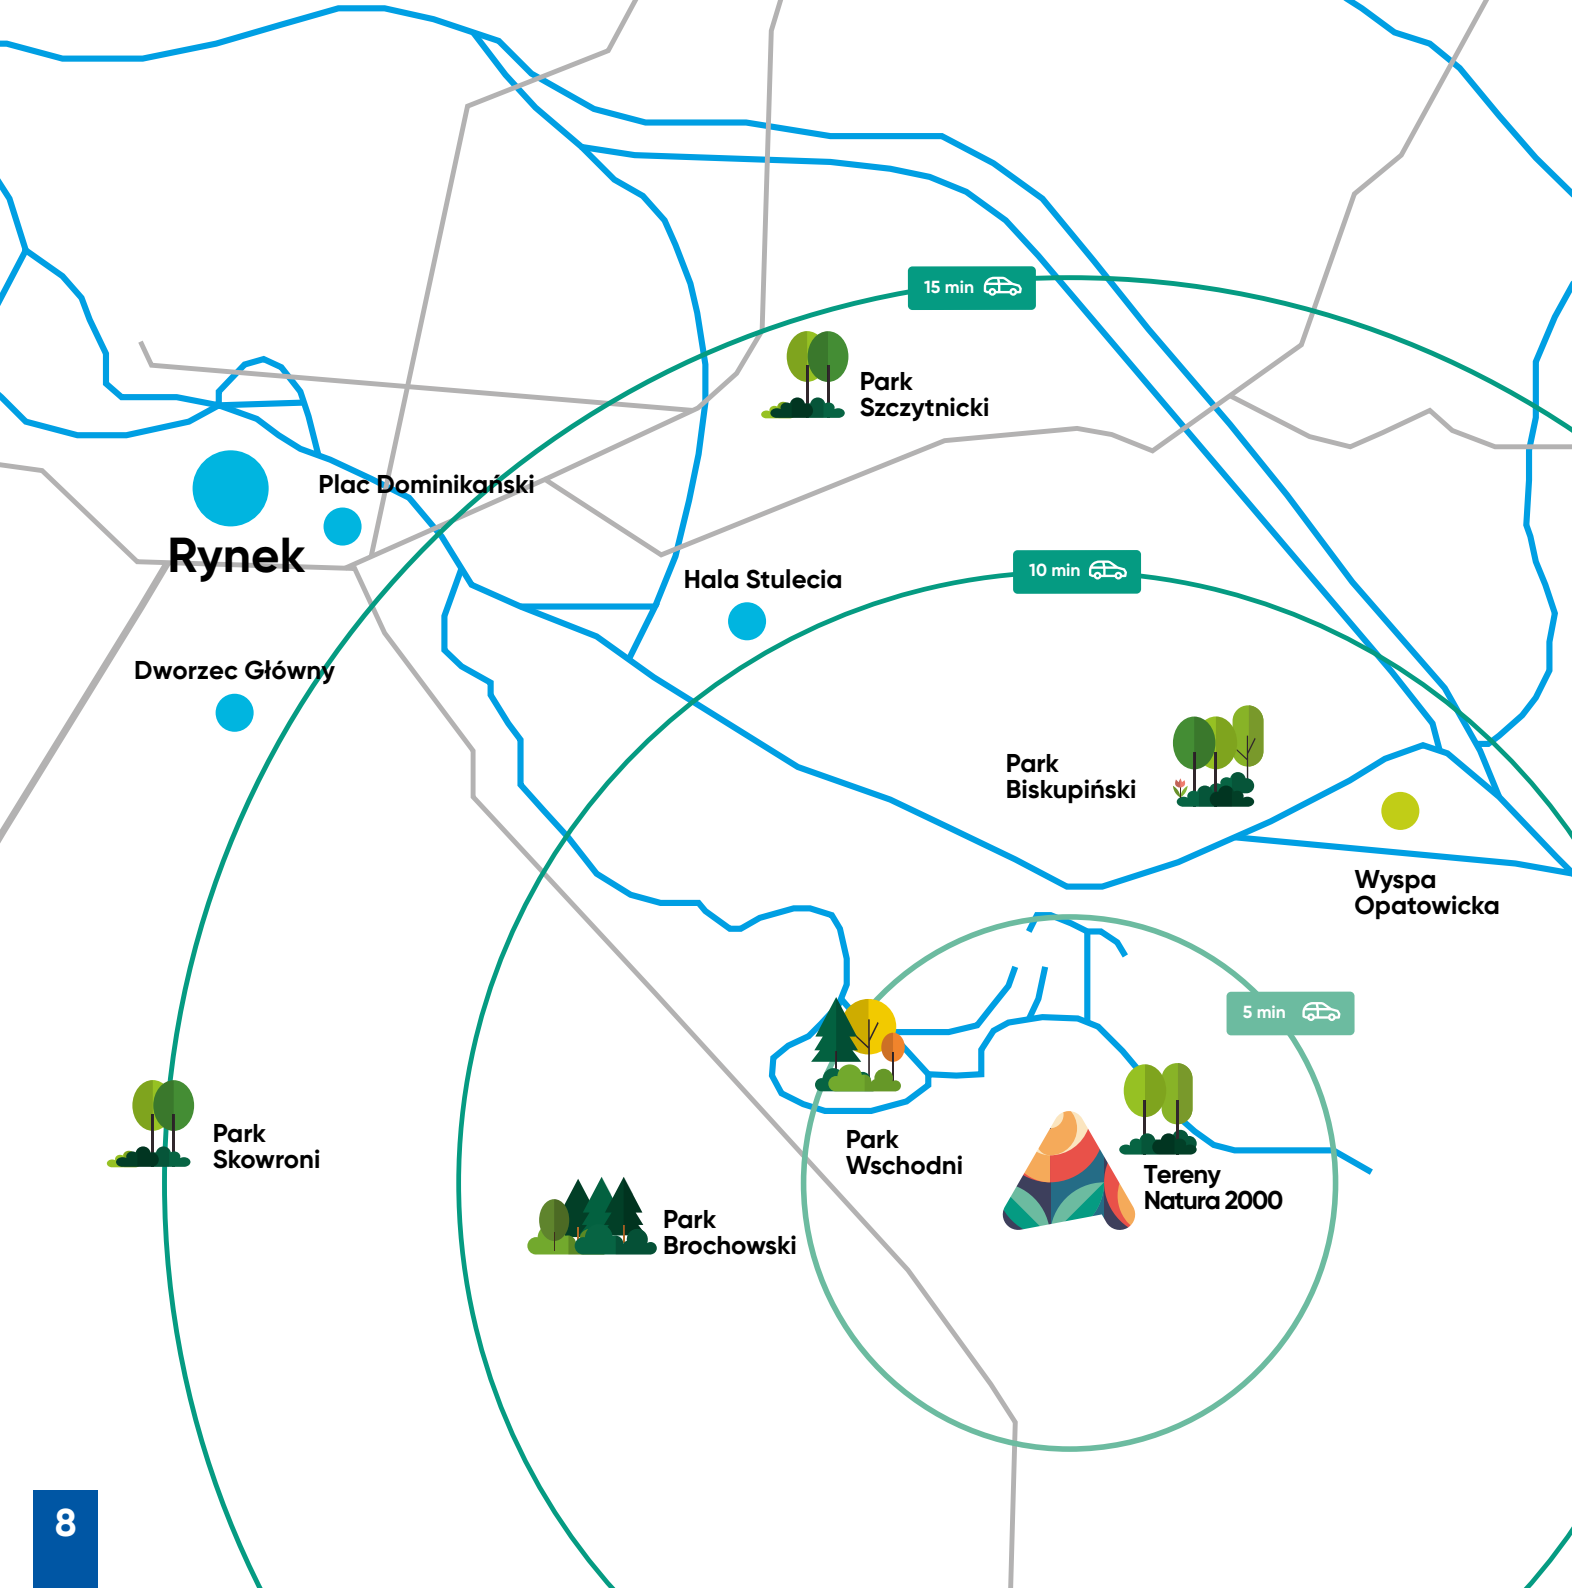 15 min
Park
Szczytnicki
Plac Dominikański
Rynek
10 min
Hala Stulecia
Dworzec Główny
Park
Biskupiński
Wyspa
Opatowicka
5 min
Park
Skowroni
Park
Wschodni
Tereny
Natura 2000
Park
Brochowski
8